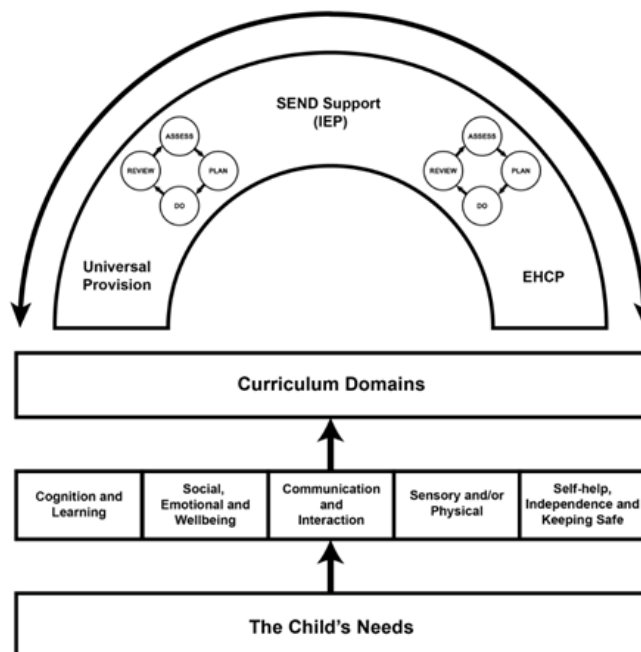 SEND Support
(IEP)
ASSESS
REVIEW
PLAN
DO
ASSESS
REVIEW
PLAN
DO
Universal
Provision
EHCP
Curriculum Domains
Cognition and
Learning
Social,
Emotional and
Wellbeing
Communication
and
Interaction
Sensory and/or
Physical
Self-help,
Independence and
Keeping Safe
The Child's Needs